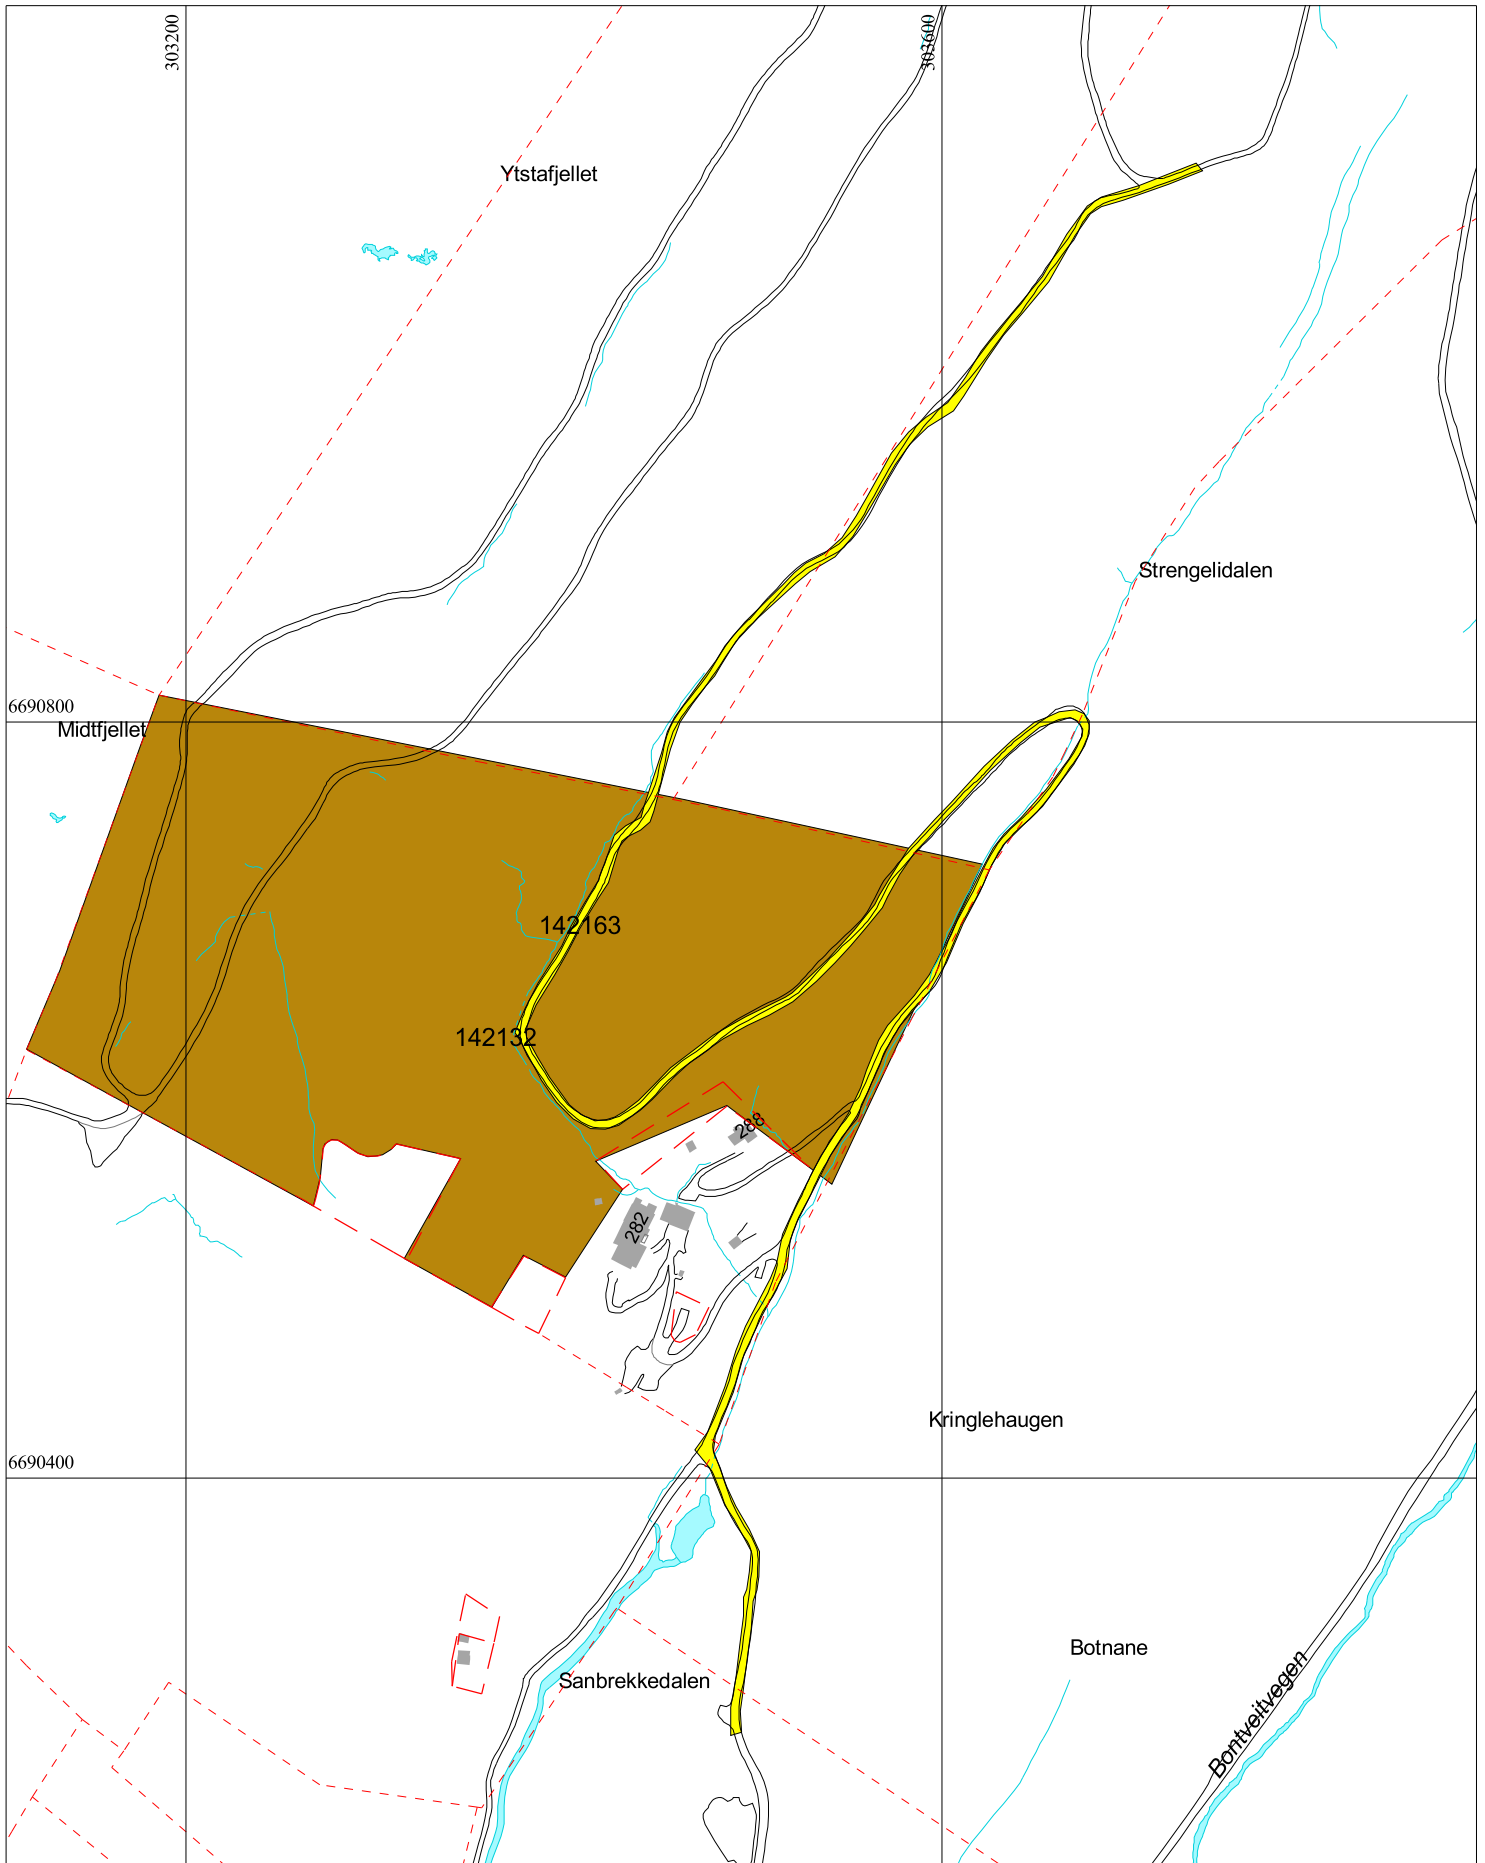 303200
303600
Ytstafjellet
Strengelidalen
6690800
Midtfjellet
142163
142132
288
282
Kringlehaugen
6690400
Botnane
Sanbrekkedalen
Bontveitvegen